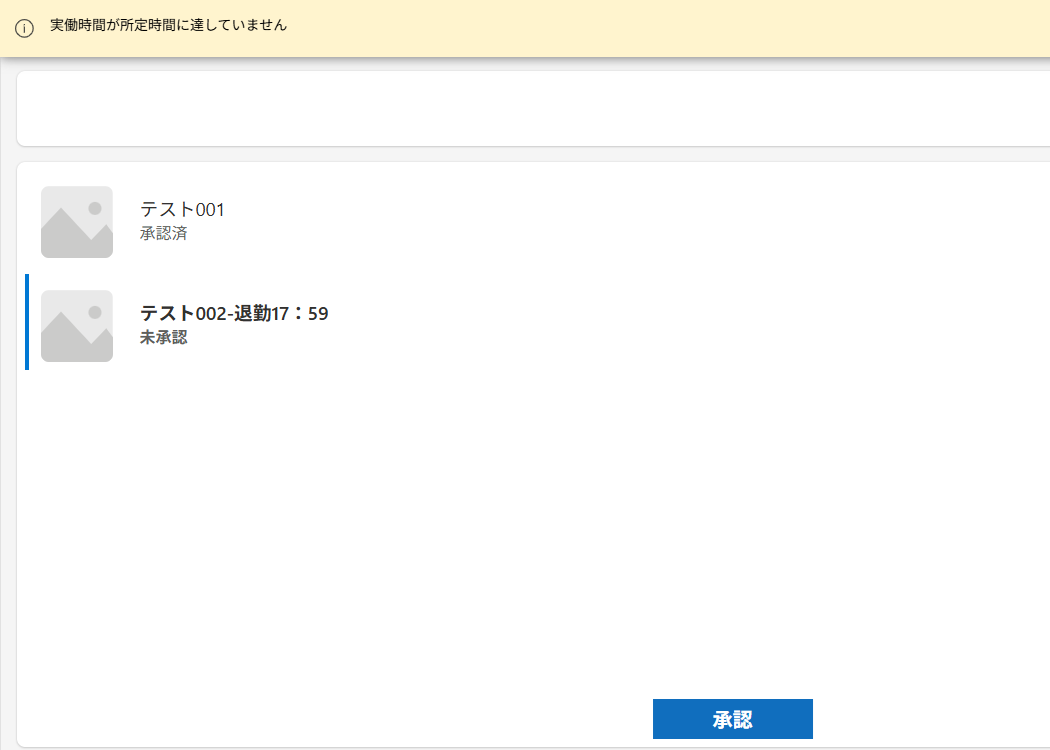 実働時間が所定時間に達していません
テスト001
承認済
テスト002-退勤17：59
未承認
承認